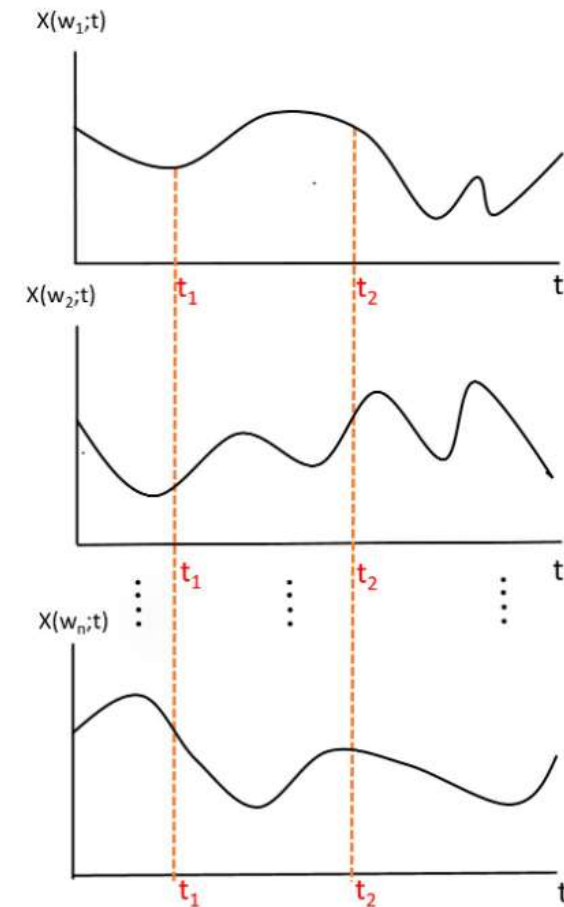 X(w₁;t)
t₁ t₂ t
X(w₂;t)
t₁ t₂ t
X(wₙ;t)
t₁ t₂ t